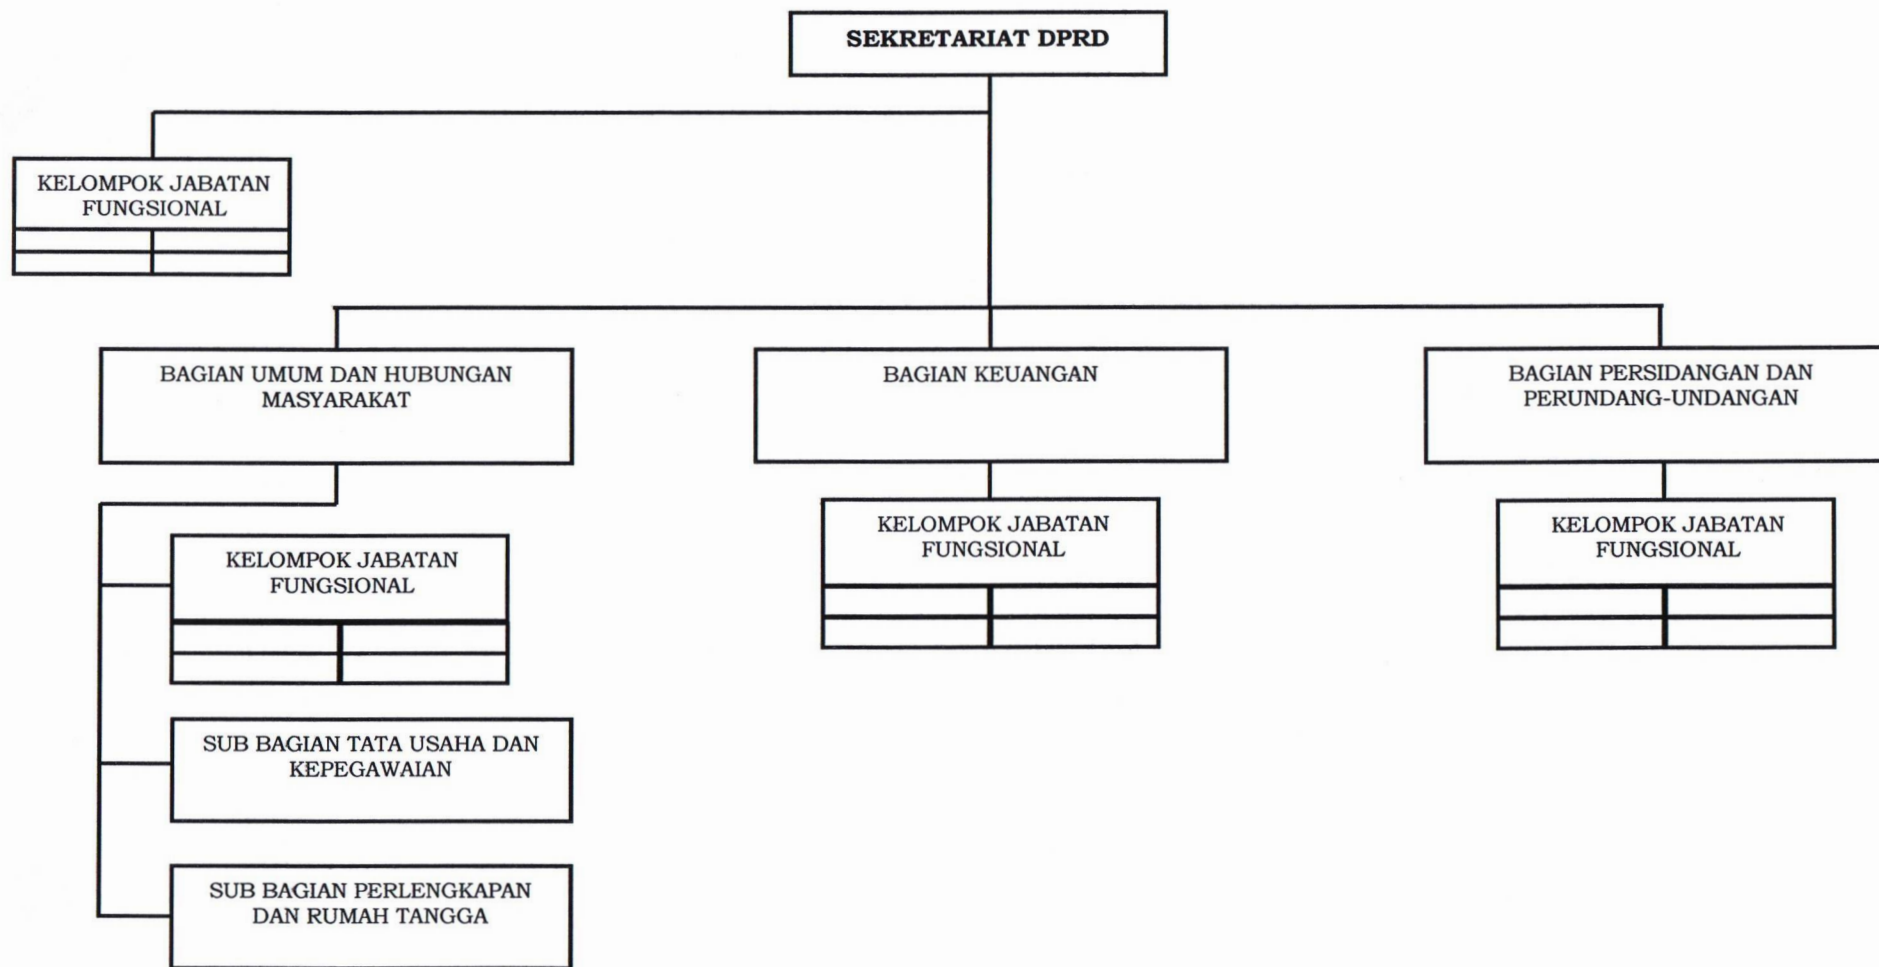 SEKRETARIAT DPRD
KELOMPOK JABATAN
FUNGSIONAL
BAGIAN UMUM DAN HUBUNGAN
MASYARAKAT
BAGIAN KEUANGAN
BAGIAN PERSIDANGAN DAN
PERUNDANG-UNDANGAN
KELOMPOK JABATAN
FUNGSIONAL
SUB BAGIAN TATA USAHA DAN
KEPEGAWAIAN
SUB BAGIAN PERLENGKAPAN
DAN RUMAH TANGGA
KELOMPOK JABATAN
FUNGSIONAL
KELOMPOK JABATAN
FUNGSIONAL